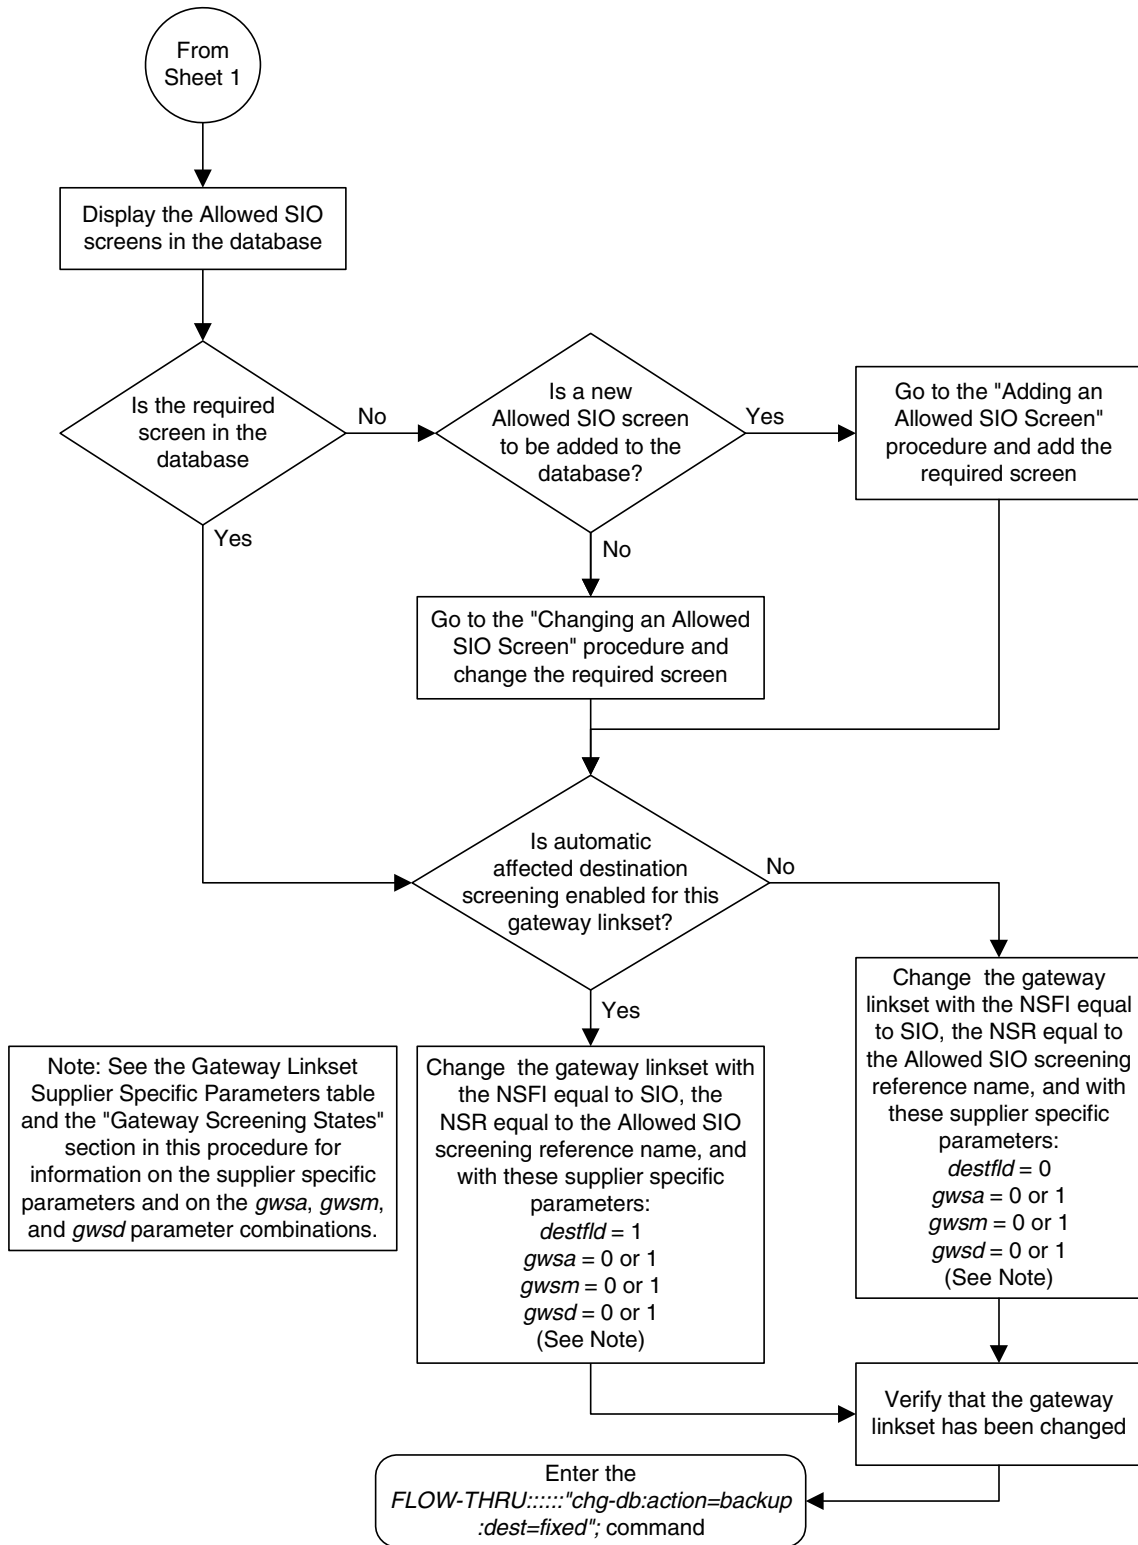 From
Sheet 1
Display the Allowed SIO
screens in the database
Is the required
screen in the
database
No
Yes
Is a new
Allowed SIO screen
to be added to the
database?
Yes
No
Go to the "Adding an
Allowed SIO Screen"
procedure and add the
required screen
Go to the "Changing an Allowed
SIO Screen" procedure and
change the required screen
Is automatic
affected destination
screening enabled for this
gateway linkset?
No
Yes
Change the gateway
linkset with the NSFI equal
to SIO, the NSR equal to
the Allowed SIO screening
reference name, and with
these supplier specific
parameters:
destfld = 0
gwsa = 0 or 1
gwsm = 0 or 1
gwsd = 0 or 1
(See Note)
Note: See the Gateway Linkset
Supplier Specific Parameters table
and the "Gateway Screening States"
section in this procedure for
information on the supplier specific
parameters and on the gwsa, gwsm,
and gwsd parameter combinations.
Change the gateway linkset with
the NSFI equal to SIO, the
NSR equal to the Allowed SIO
screening reference name, and
with these supplier specific
parameters:
destfld = 1
gwsa = 0 or 1
gwsm = 0 or 1
gwsd = 0 or 1
(See Note)
Verify that the gateway
linkset has been changed
Enter the
FLOW-THRU::::::"chg-db:action=backup
:dest=fixed"; command